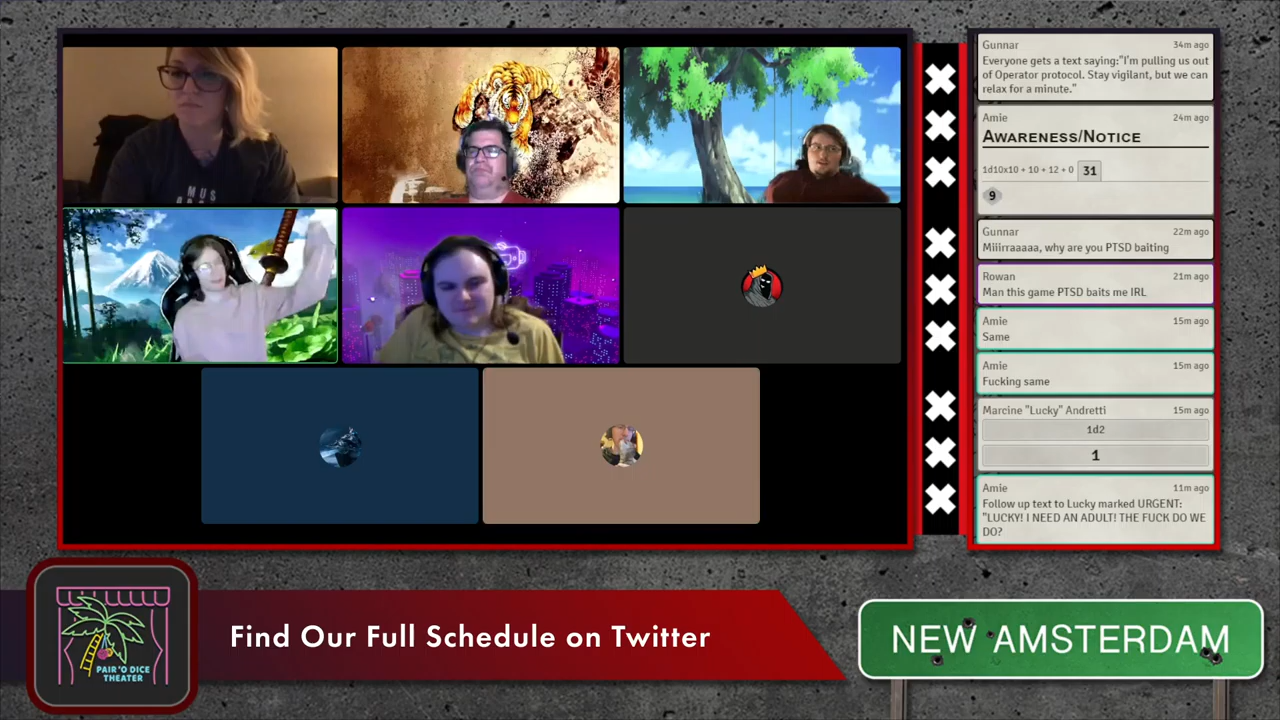 MUS
Gunnar 34m ago
Everyone gets a text saying:"I'm pulling us out
of Operator protocol. Stay vigilant, but we can
relax for a minute."
Amie 24m ago
AWARENESS/NOTICE
1d10x10 + 10 + 12 + 0 31
9
Gunnar 22m ago
Miiirraaaaa, why are you PTSD baiting
Rowan 21m ago
Man this game PTSD baits me IRL
Amie 15m ago
Same
Amie 15m ago
Fucking same
Marcine "Lucky" Andretti 15m ago
1d2
1
Amie 11m ago
Follow up text to Lucky marked URGENT:
"LUCKY! I NEED AN ADULT! THE FUCK DO WE
DO?
PAIR 'O DICE
THEATER
Find Our Full Schedule on Twitter
NEW AMSTERDAM